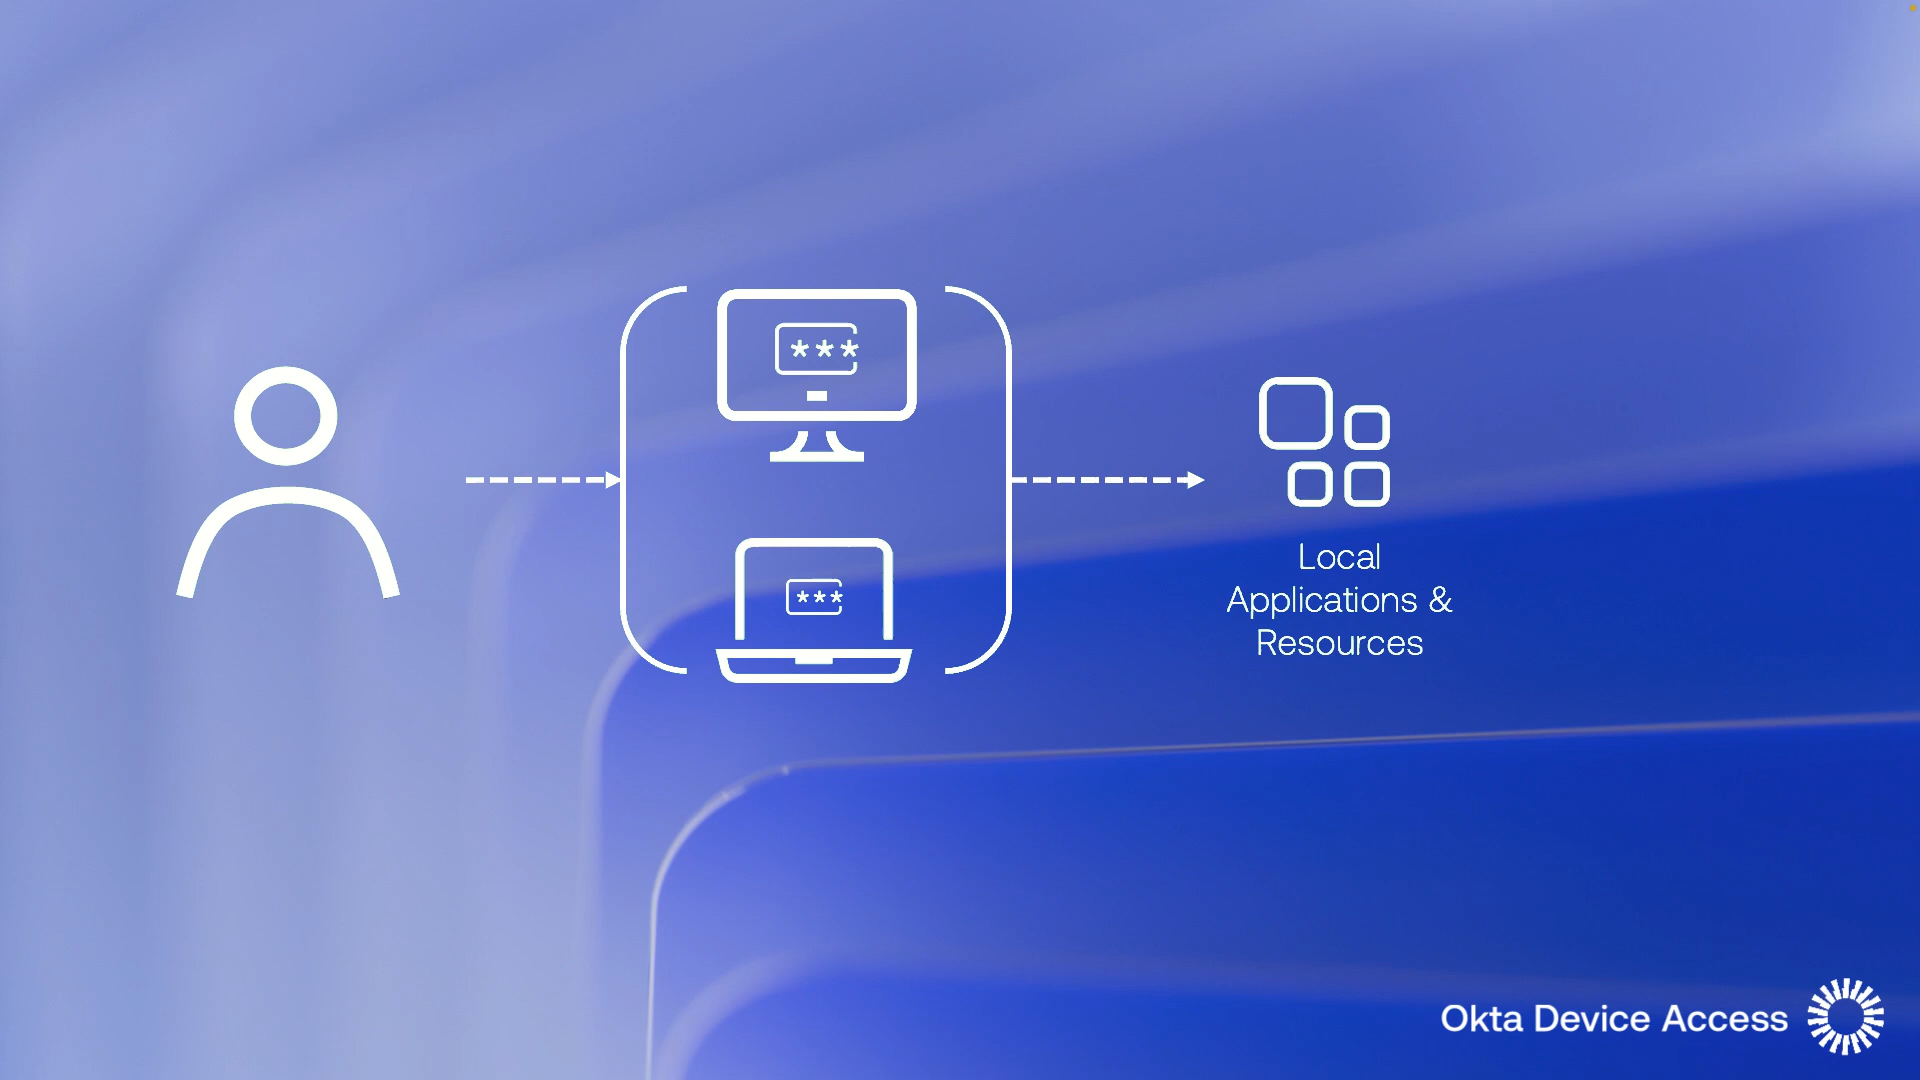 ***
***
Local
Applications &
Resources
Okta Device Access